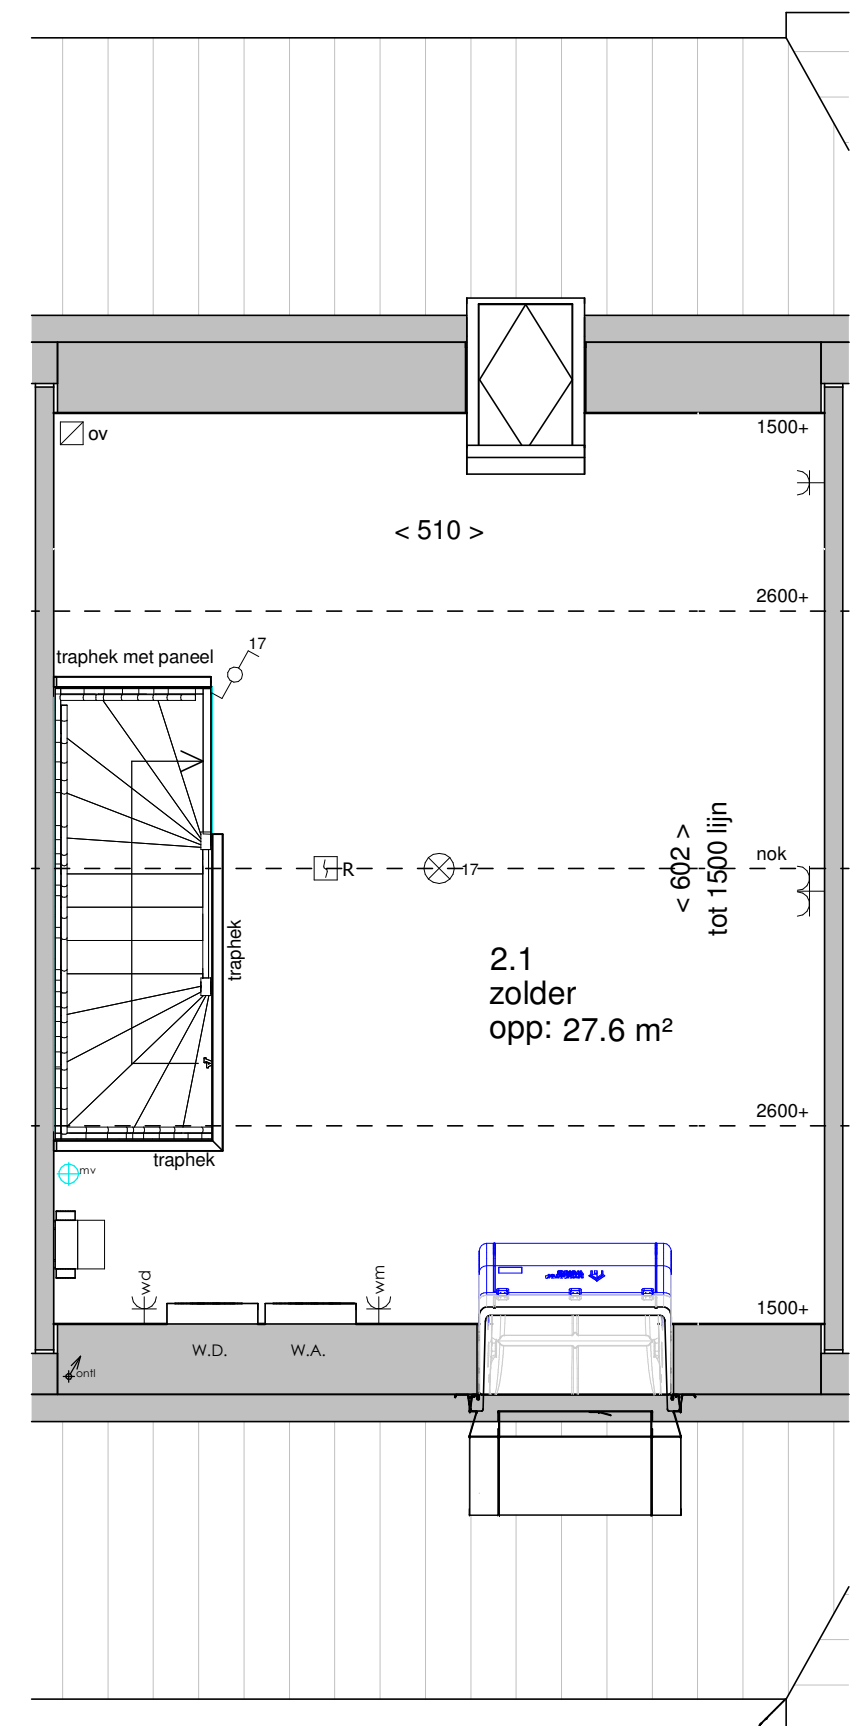 1500+
ov
< 510 >
2600+
17
traphek met paneel
< 602 >
tot 1500 lijn
nok
R
17
traphek
2.1
zolder
opp: 27.6 m²
2600+
traphek
mv
wd
wm
1500+
W.D.
W.A.
ontl